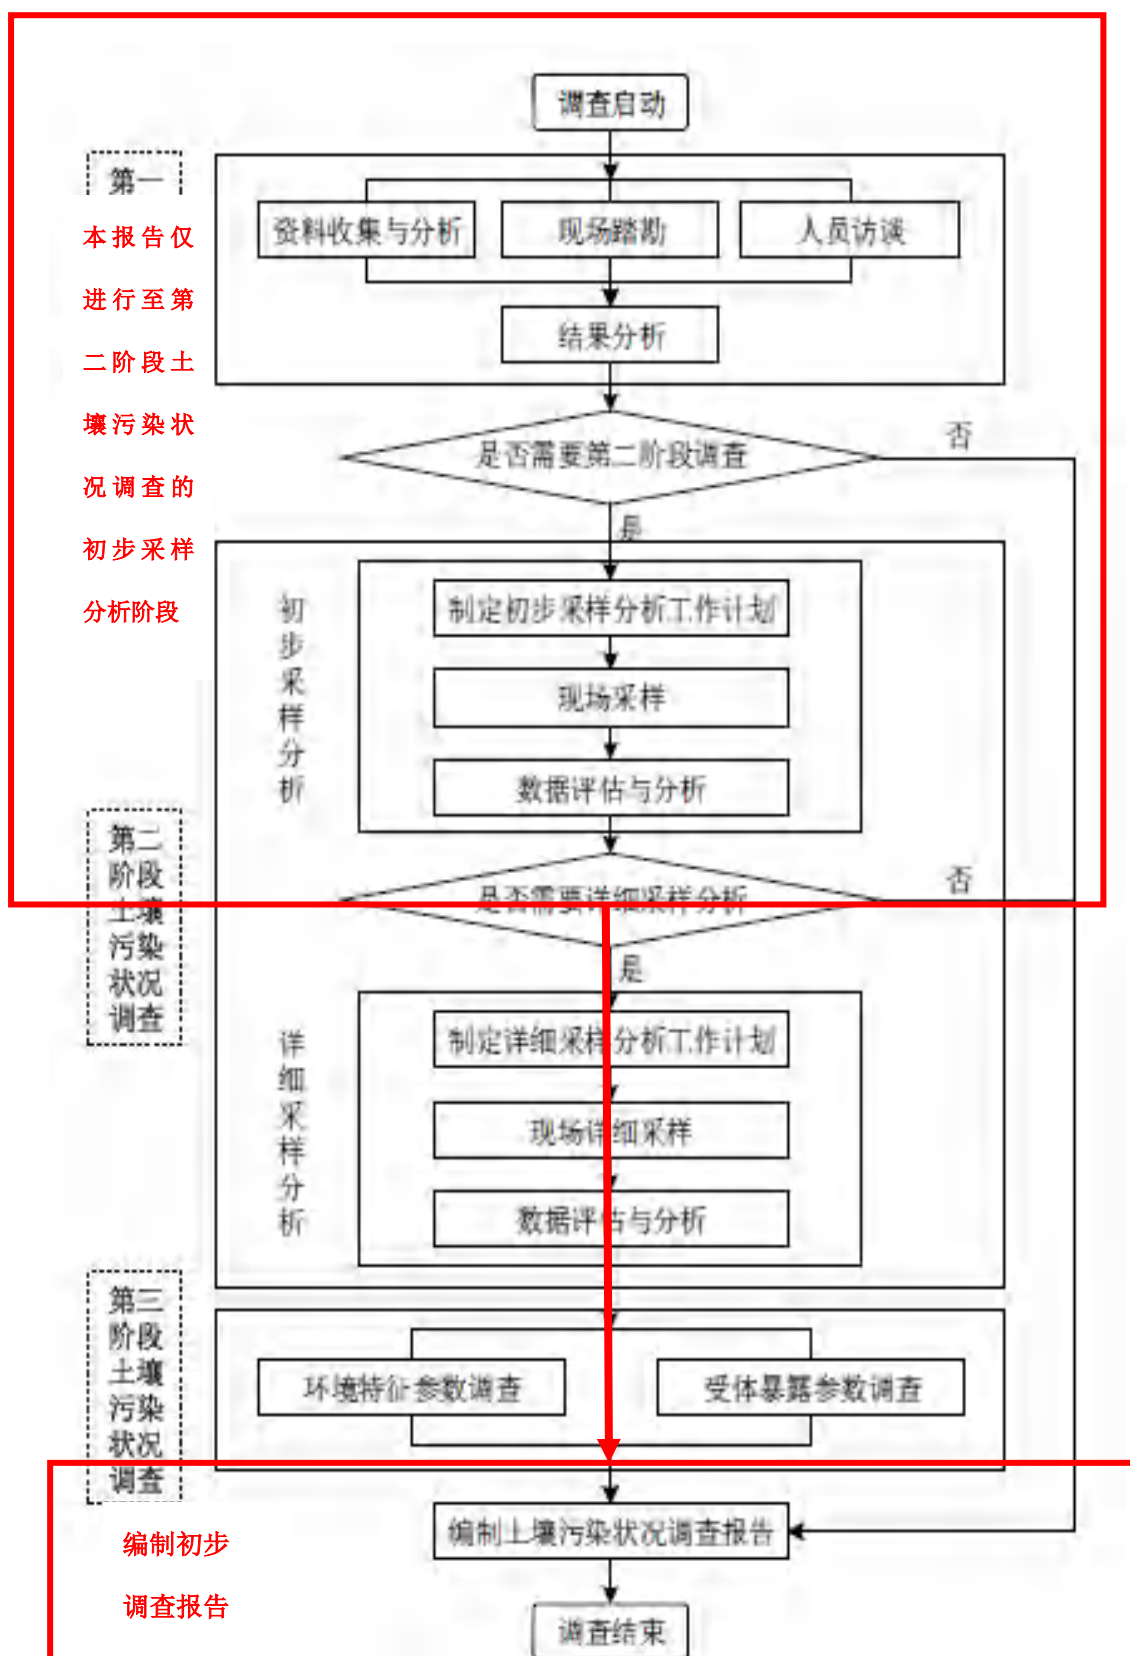 调查启动
第一
资料收集与分析
现场踏勘
人员访谈
本报告仅
进行至第
二阶段土
壤污染状
况调查的
初步采样
分析阶段
结果分析
是否需要第二阶段调查
否
是
初步采样分析
制定初步采样分析工作计划
现场采样
数据评估与分析
第二
阶段
土壤
污染
状况
调查
是否需要详细采样分析
否
是
详细采样分析
制定详细采样分析工作计划
现场详细采样
数据评估与分析
第三
阶段
土壤
污染
状况
调查
环境特征参数调查
受体暴露参数调查
编制土壤污染状况调查报告
编制初步
调查报告
调查结束